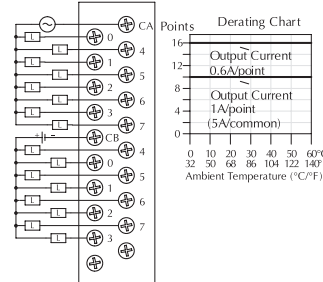 CA
L 0
L 4
L 1
L 5
L 2
L 6
L 3
L 7
+ - CB
L 4
L 0
L 5
L 1
L 6
L 2
L 7
L 3
Points Derating Chart
16
12
8
4
0
Output Current
0.6A/point
Output Current
1A/point
(5A/common)
0 10 20 30 40 50 60°C
32 50 68 86 104 122 140°F
Ambient Temperature (°C/°F)